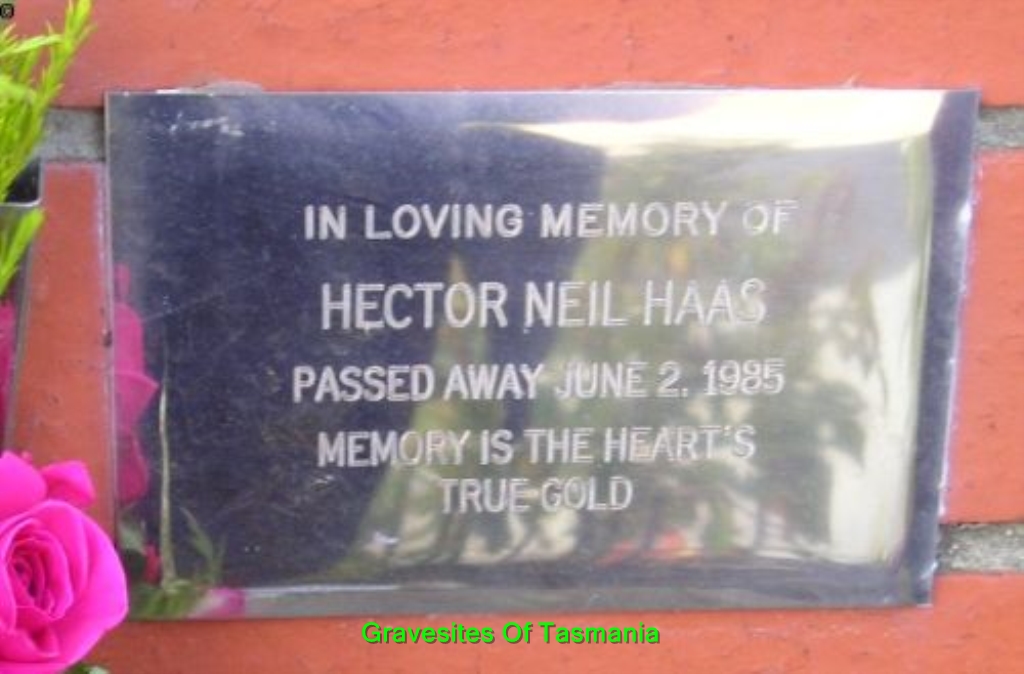 IN LOVING MEMORY OF
HECTOR NEIL HAAS
PASSED AWAY JUNE 2. 1985
MEMORY IS THE HEART'S
TRUE GOLD
Gravesites Of Tasmania